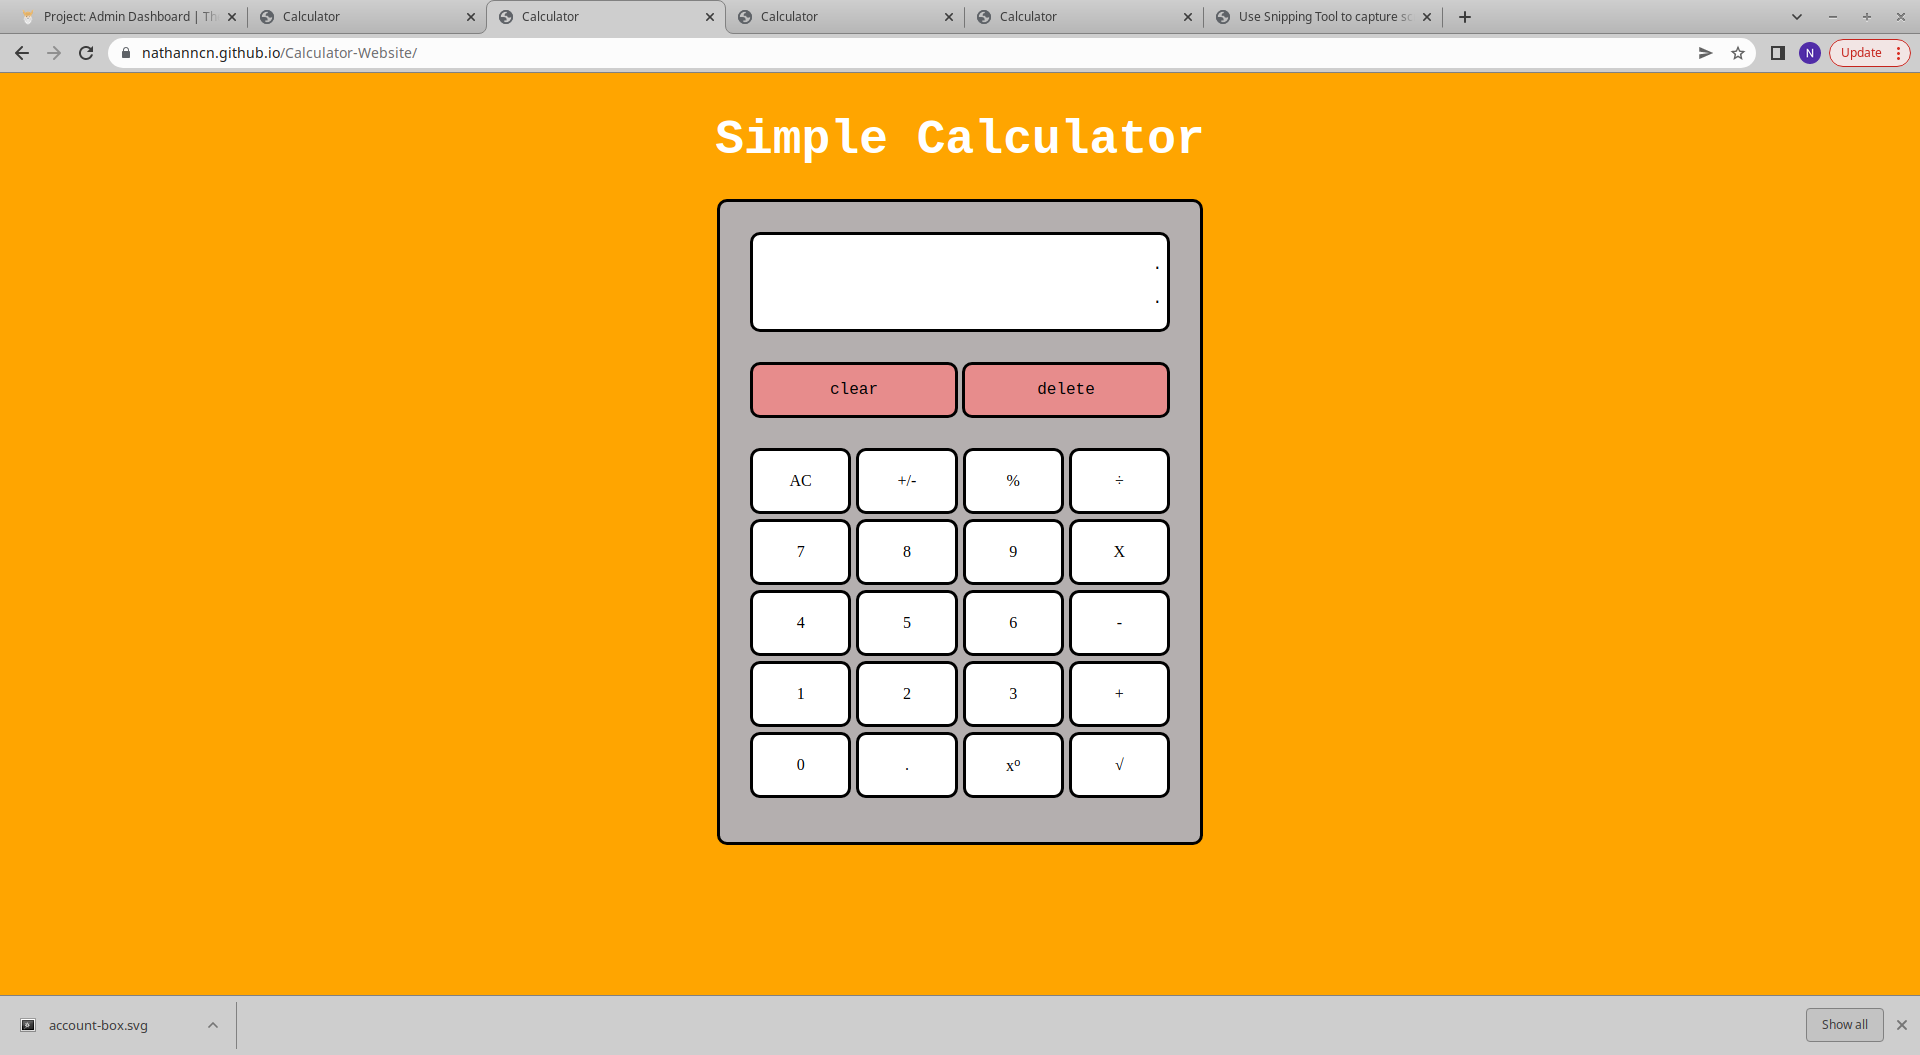 Project: Admin Dashboard | Th
Calculator
Calculator
Calculator
Calculator
Use Snipping Tool to capture sc
nathanncn.github.io/Calculator-Website/
N
Update
Simple Calculator
.
.
clear
delete
AC
+/-
%
÷
7
8
9
X
4
5
6
-
1
2
3
+
0
.
xº
√
account-box.svg
Show all